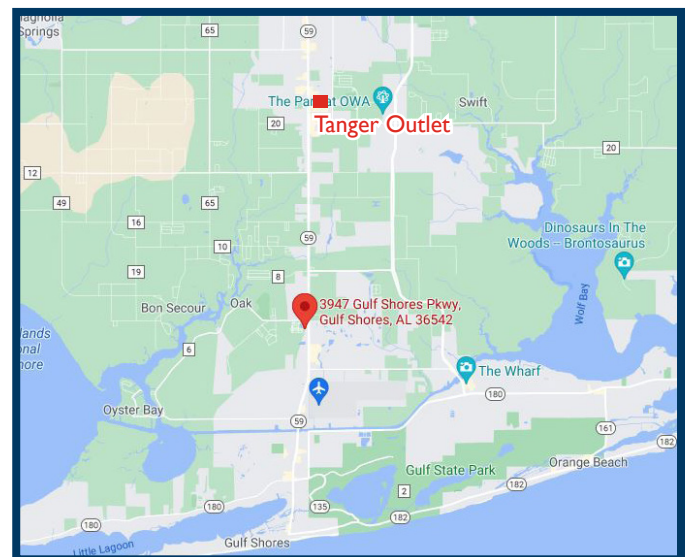 Magnolia
Springs
65
59
The Park at OWA
Tanger Outlet
Swift
20
20
12
49
65
16
59
10
Dinosaurs In The
Woods – Brontosaurus
19
8
Bon Secour
Oak
3947 Gulf Shores Pkwy,
Gulf Shores, AL 36542
Wolf Bay
lands
onal
ore
6
The Wharf
180
Oyster Bay
59
161
182
Gulf State Park
Orange Beach
2
182
180
180
135
182
Gulf Shores
Little Lagoon